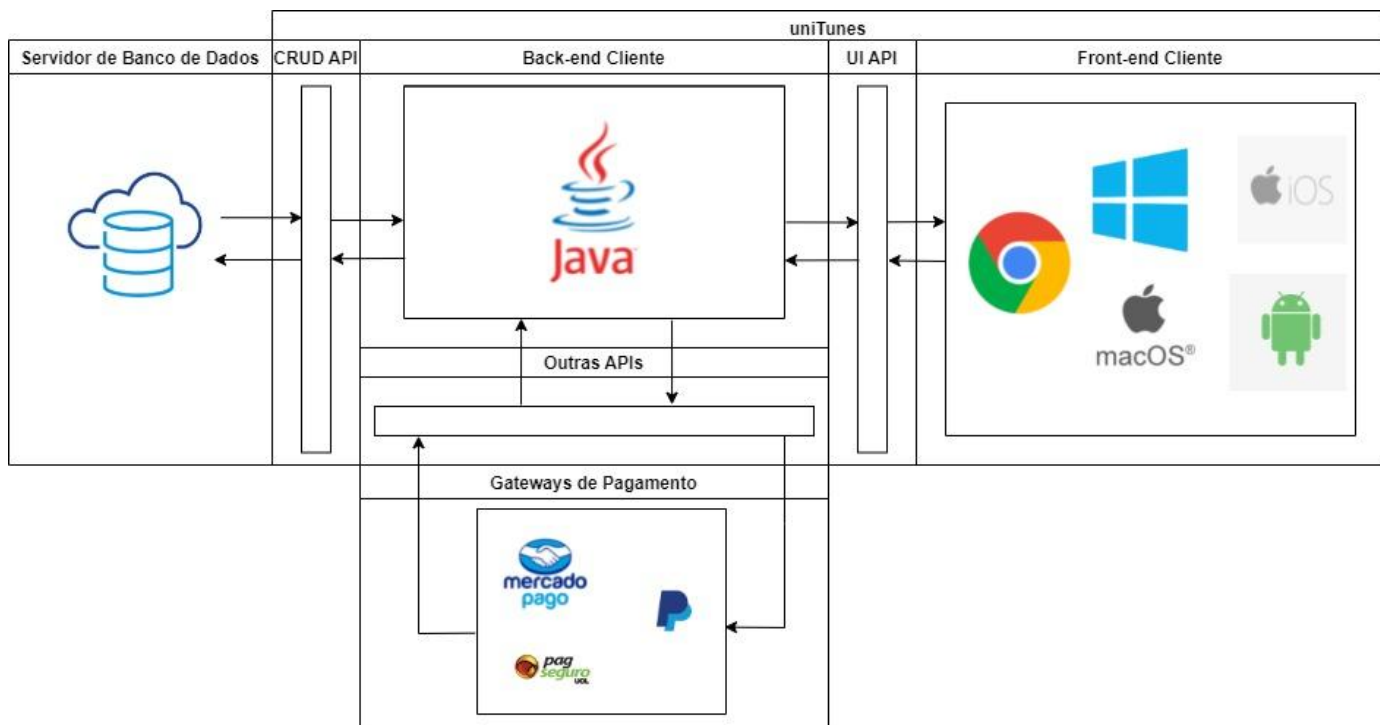 uniTunes
Servidor de Banco de Dados
CRUD API
Back-end Cliente
UI API
Front-end Cliente
Java
iOS
macOS®
Outras APIs
Gateways de Pagamento
mercado
pago
pag
seguro
UOL